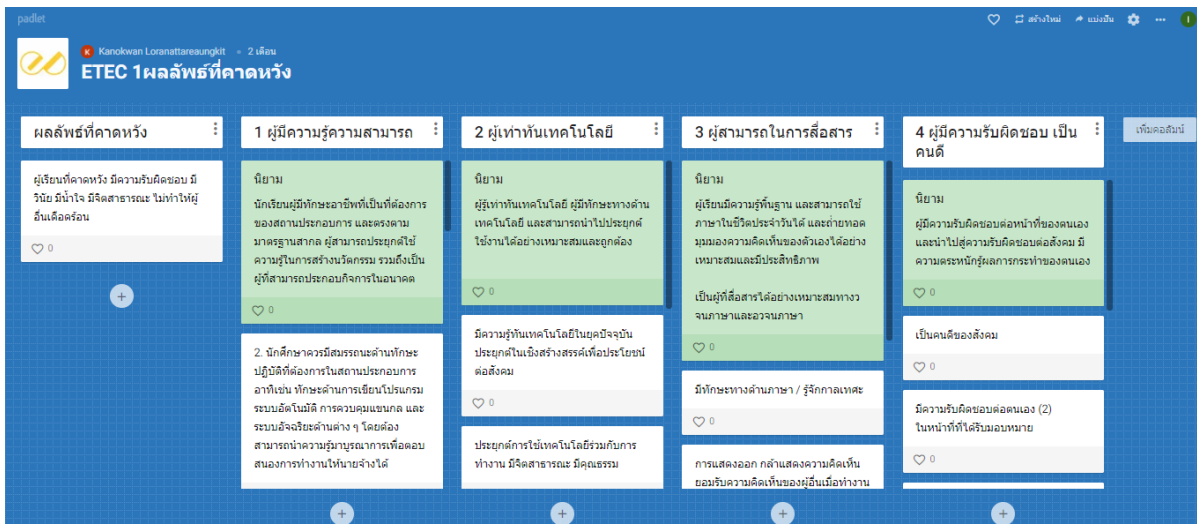 padlet
สร้างใหม่
แบ่งปัน
I
K Kanokwan Loranattareaungkit • 2 เดือน
ETEC 1ผลลัพธ์ที่คาดหวัง
ผลลัพธ์ที่คาดหวัง
ผู้เรียนที่คาดหวัง มีความรับผิดชอบ มี
วินัย มีน้ำใจ มีจิตสาธารณะ ไม่ทำให้ผู้
อื่นเดือดร้อน
0
1 ผู้มีความรู้ความสามารถ
นิยาม
นักเรียนผู้มีทักษะอาชีพที่เป็นที่ต้องการ
ของสถานประกอบการ และตรงตาม
มาตรฐานสากล ผู้สามารถประยุกต์ใช้
ความรู้ในการสร้างนวัตกรรม รวมถึงเป็น
ผู้ที่สามารถประกอบกิจการในอนาคต
0
2. นักศึกษาควรมีสมรรถนะด้านทักษะ
ปฏิบัติที่ต้องการในสถานประกอบการ
อาทิเช่น ทักษะด้านการเขียนโปรแกรม
ระบบอัตโนมัติ การควบคุมแขนกล และ
ระบบอัจฉริยะด้านต่าง ๆ โดยต้อง
สามารถนำความรู้มาบูรณาการเพื่อตอบ
สนองการทำงานให้นายจ้างได้
2 ผู้เท่าทันเทคโนโลยี
นิยาม
ผู้รู้เท่าทันเทคโนโลยี ผู้มีทักษะทางด้าน
เทคโนโลยี และสามารถนำไปประยุกต์
ใช้งานได้อย่างเหมาะสมและถูกต้อง
0
มีความรู้ทันเทคโนโลยีในยุคปัจจุบัน
ประยุกต์ในเชิงสร้างสรรค์เพื่อประโยชน์
ต่อสังคม
0
ประยุกต์การใช้เทคโนโลยีร่วมกับการ
ทำงาน มีจิตสาธารณะ มีคุณธรรม
3 ผู้สามารถในการสื่อสาร
นิยาม
ผู้เรียนมีความรู้พื้นฐาน และสามารถใช้
ภาษาในชีวิตประจำวันได้ และถ่ายทอด
มุมมองความคิดเห็นของตัวเองได้อย่าง
เหมาะสมและมีประสิทธิภาพ
เป็นผู้ที่สื่อสารได้อย่างเหมาะสมทางว
จนภาษาและอวจนภาษา
0
มีทักษะทางด้านภาษา / รู้จักกาลเทศะ
0
การแสดงออก กล้าแสดงความคิดเห็น
ยอมรับความคิดเห็นของผู้อื่นเมื่อทำงาน
4 ผู้มีความรับผิดชอบ เป็น
คนดี
นิยาม
ผู้มีความรับผิดชอบต่อหน้าที่ของตนเอง
และนำไปสู่ความรับผิดชอบต่อสังคม มี
ความตระหนักรู้ผลการกระทำของตนเอง
0
เป็นคนดีของสังคม
0
มีความรับผิดชอบต่อตนเอง (2)
ในหน้าที่ที่ได้รับมอบหมาย
0
เพิ่มคอลัมน์